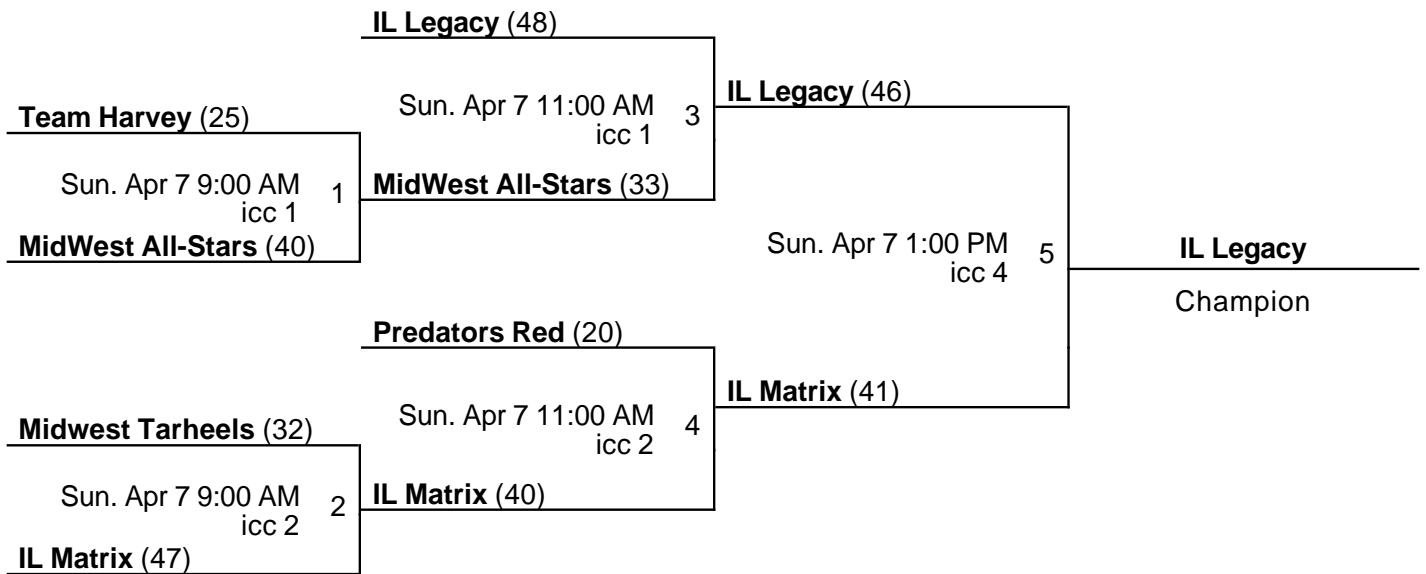 IL Legacy (48)
Team Harvey (25)
Sun. Apr 7 11:00 AM
icc 1
3
IL Legacy (46)
Sun. Apr 7 9:00 AM
icc 1
1
MidWest All-Stars (33)
MidWest All-Stars (40)
Sun. Apr 7 1:00 PM
icc 4
5
IL Legacy
Champion
Predators Red (20)
Midwest Tarheels (32)
Sun. Apr 7 11:00 AM
icc 2
4
IL Matrix (41)
Sun. Apr 7 9:00 AM
icc 2
2
IL Matrix (40)
IL Matrix (47)